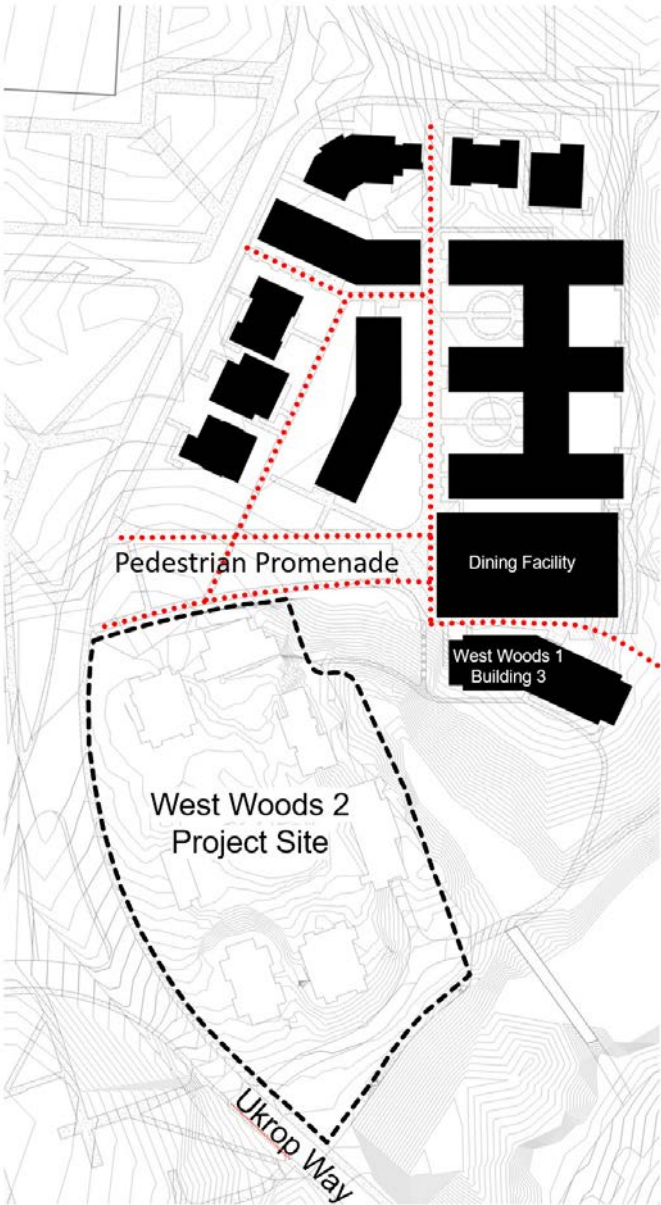 Pedestrian Promenade
Dining Facility
West Woods 1
Building 3
West Woods 2
Project Site
Ukrop Way